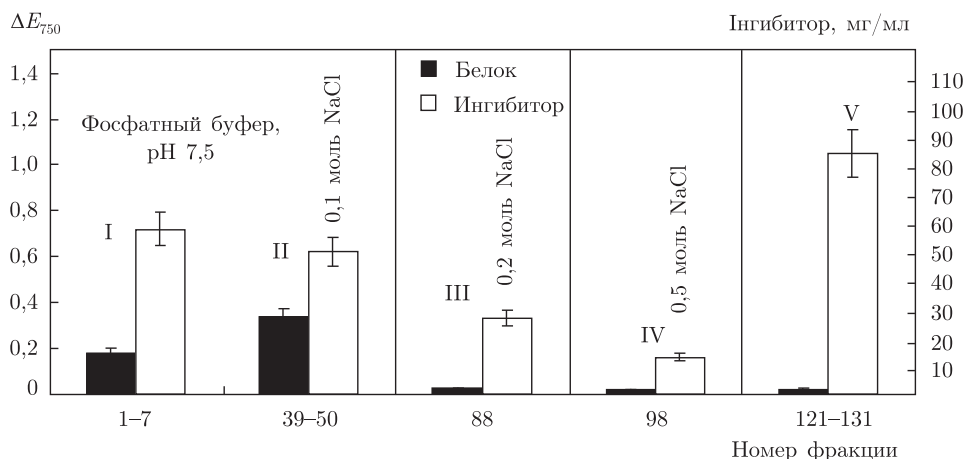 ΔE750
Інгибитор, мг/мл
1,4
1,2
1,0
0,8
0,6
0,4
0,2
0
Фосфатный буфер,
pH 7,5
I
II
0,1 моль NaCl
Белок
Ингибитор
III
0,2 моль NaCl
IV
0,5 моль NaCl
V
110
100
90
80
70
60
50
40
30
20
10
1–7
39–50
88
98
121–131
Номер фракции